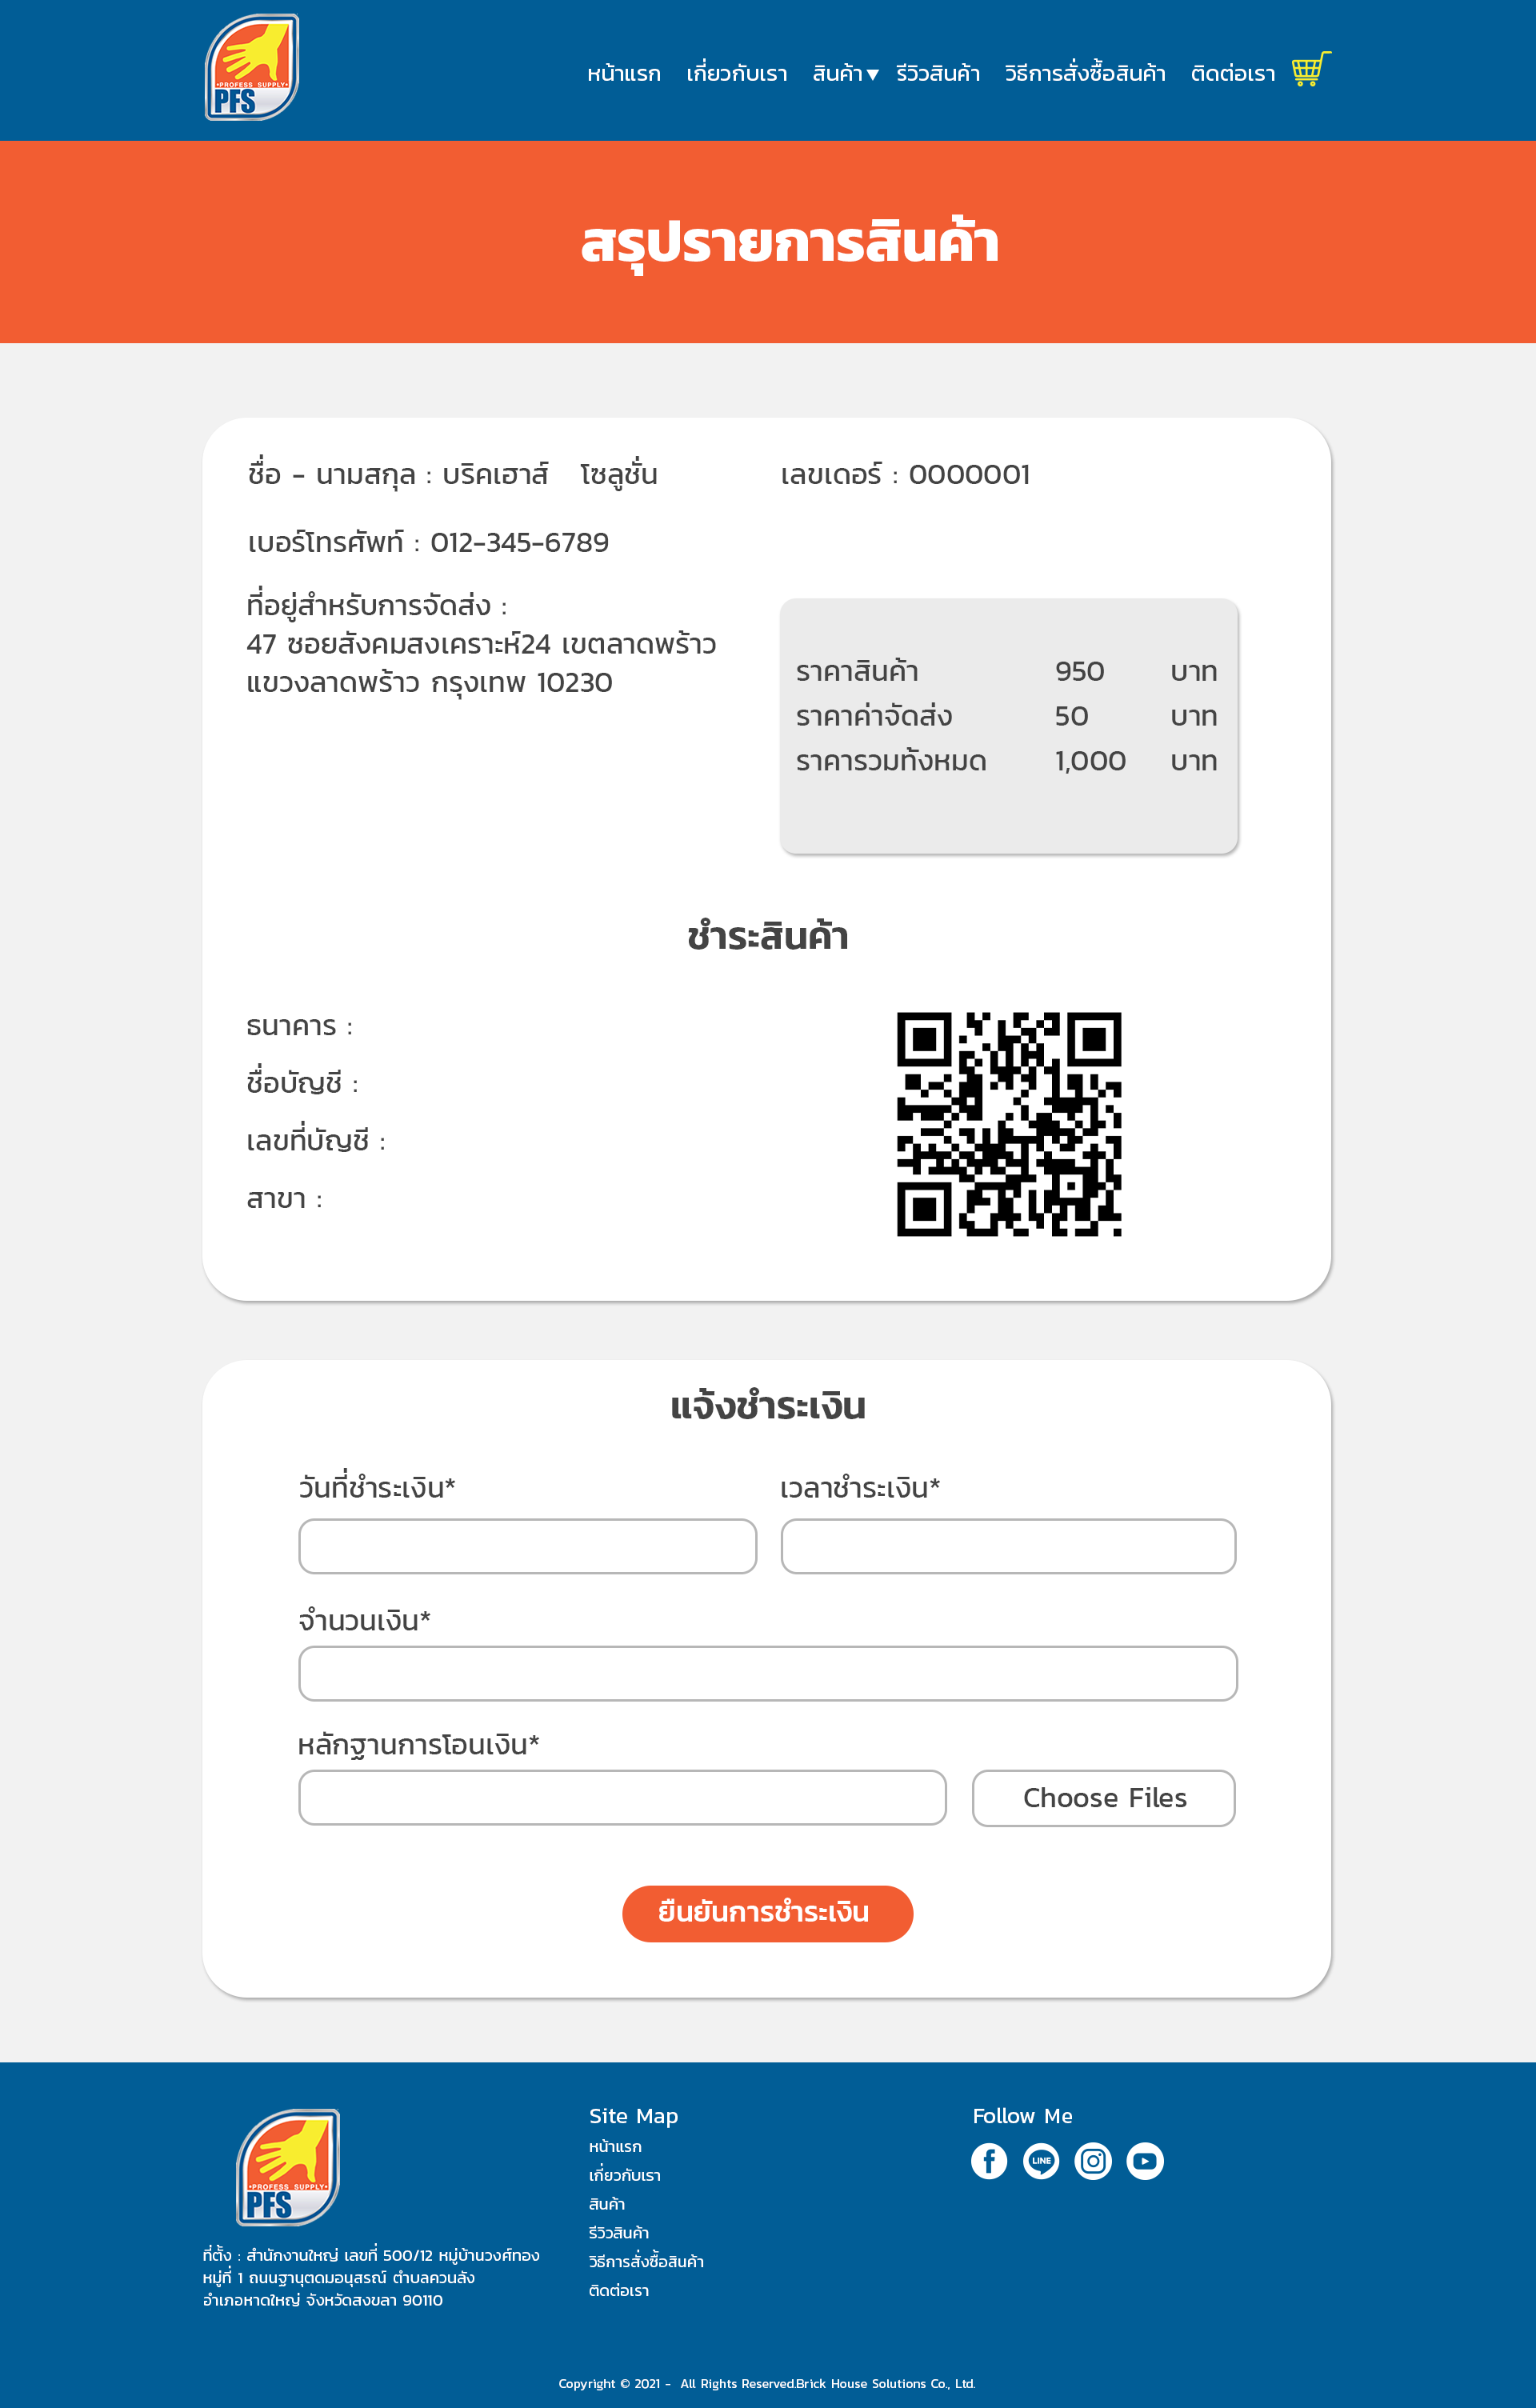 PROFESS SUPPLY
PFS
หน้าแรก เกี่ยวกับเรา สินค้า▼ รีวิวสินค้า วิธีการสั่งซื้อสินค้า ติดต่อเรา
สรุปรายการสินค้า
ชื่อ - นามสกุล : บริคเฮาส์ โซลูชั่น
เลขเดอร์ : 0000001
เบอร์โทรศัพท์ : 012-345-6789
ที่อยู่สำหรับการจัดส่ง :
47 ซอยสังคมสงเคราะห์24 เขตลาดพร้าว
แขวงลาดพร้าว กรุงเทพ 10230
ราคาสินค้า 950 บาท
ราคาค่าจัดส่ง 50 บาท
ราคารวมทั้งหมด 1,000 บาท
ชำระสินค้า
ธนาคาร :
ชื่อบัญชี :
เลขที่บัญชี :
สาขา :
แจ้งชำระเงิน
วันที่ชำระเงิน* เวลาชำระเงิน*
จำนวนเงิน*
หลักฐานการโอนเงิน*
Choose Files
ยืนยันการชำระเงิน
PROFESS SUPPLY
PFS
ที่ตั้ง : สำนักงานใหญ่ เลขที่ 500/12 หมู่บ้านวงศ์ทอง
หมู่ที่ 1 ถนนฐานุตดมอนุสรณ์ ตำบลควนลัง
อำเภอหาดใหญ่ จังหวัดสงขลา 90110
Site Map
หน้าแรก
เกี่ยวกับเรา
สินค้า
รีวิวสินค้า
วิธีการสั่งซื้อสินค้า
ติดต่อเรา
Follow Me
LINE
Copyright © 2021 - All Rights Reserved.Brick House Solutions Co., Ltd.